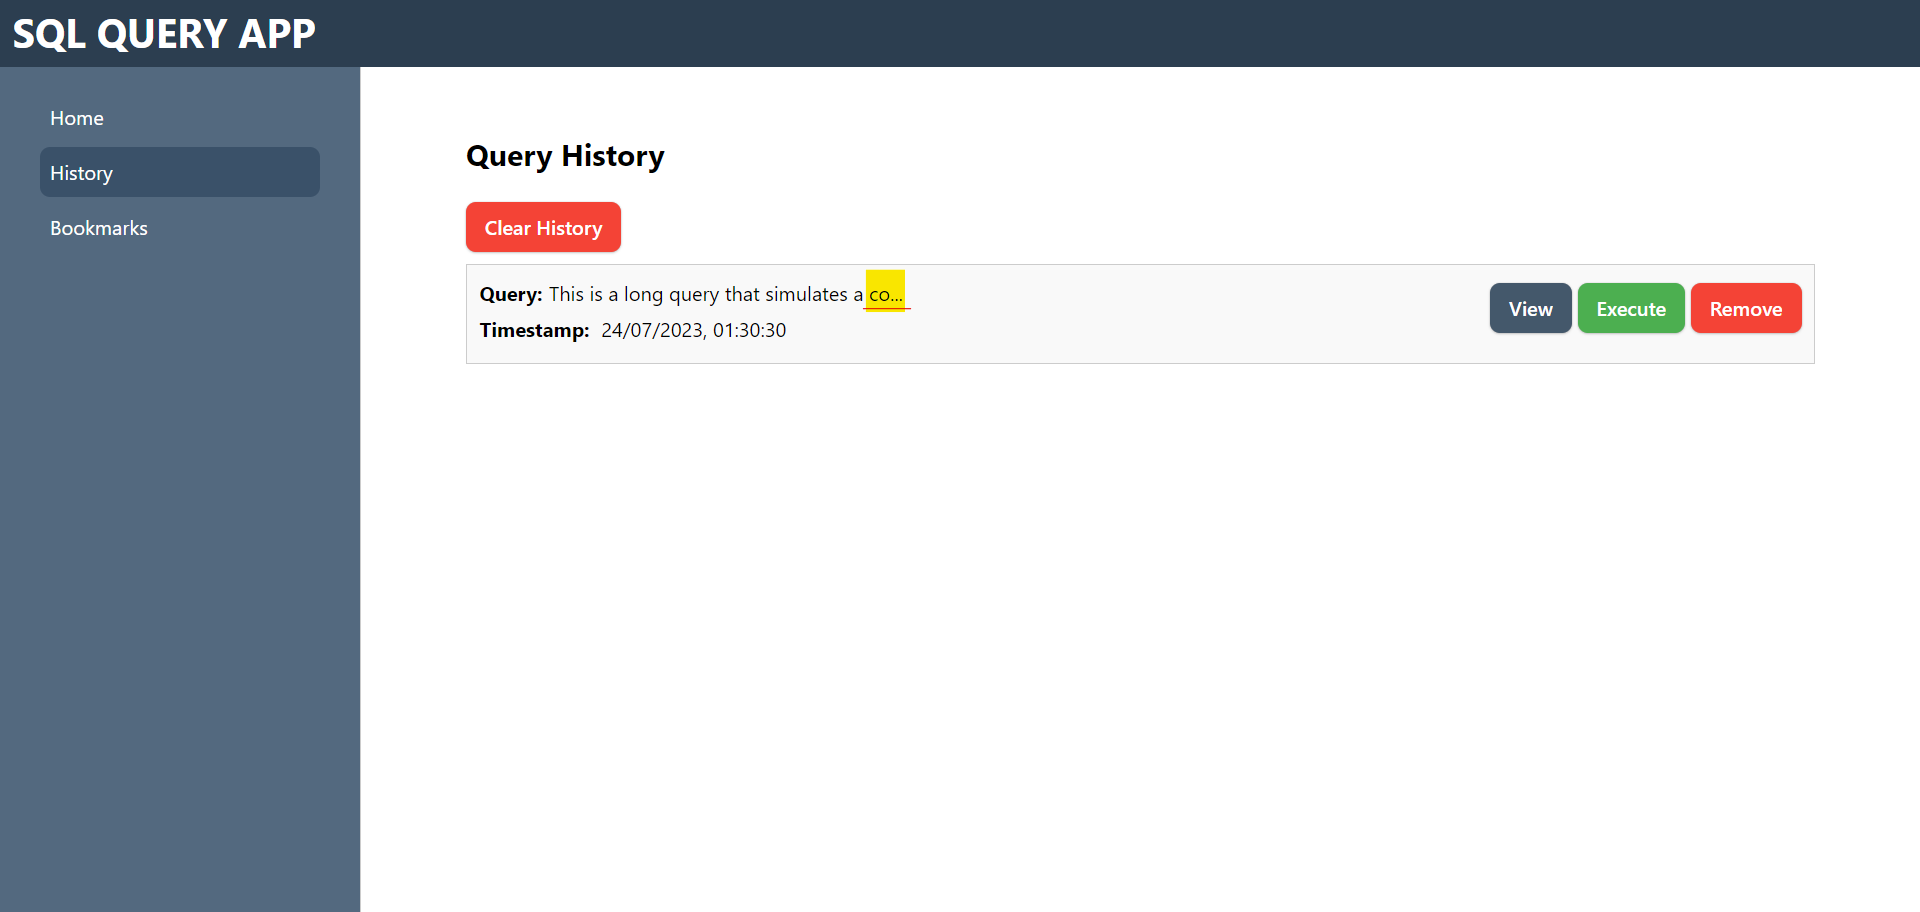 SQL QUERY APP
Home
History
Bookmarks
Query History
Clear History
Query: This is a long query that simulates a co...
Timestamp: 24/07/2023, 01:30:30
View
Execute
Remove